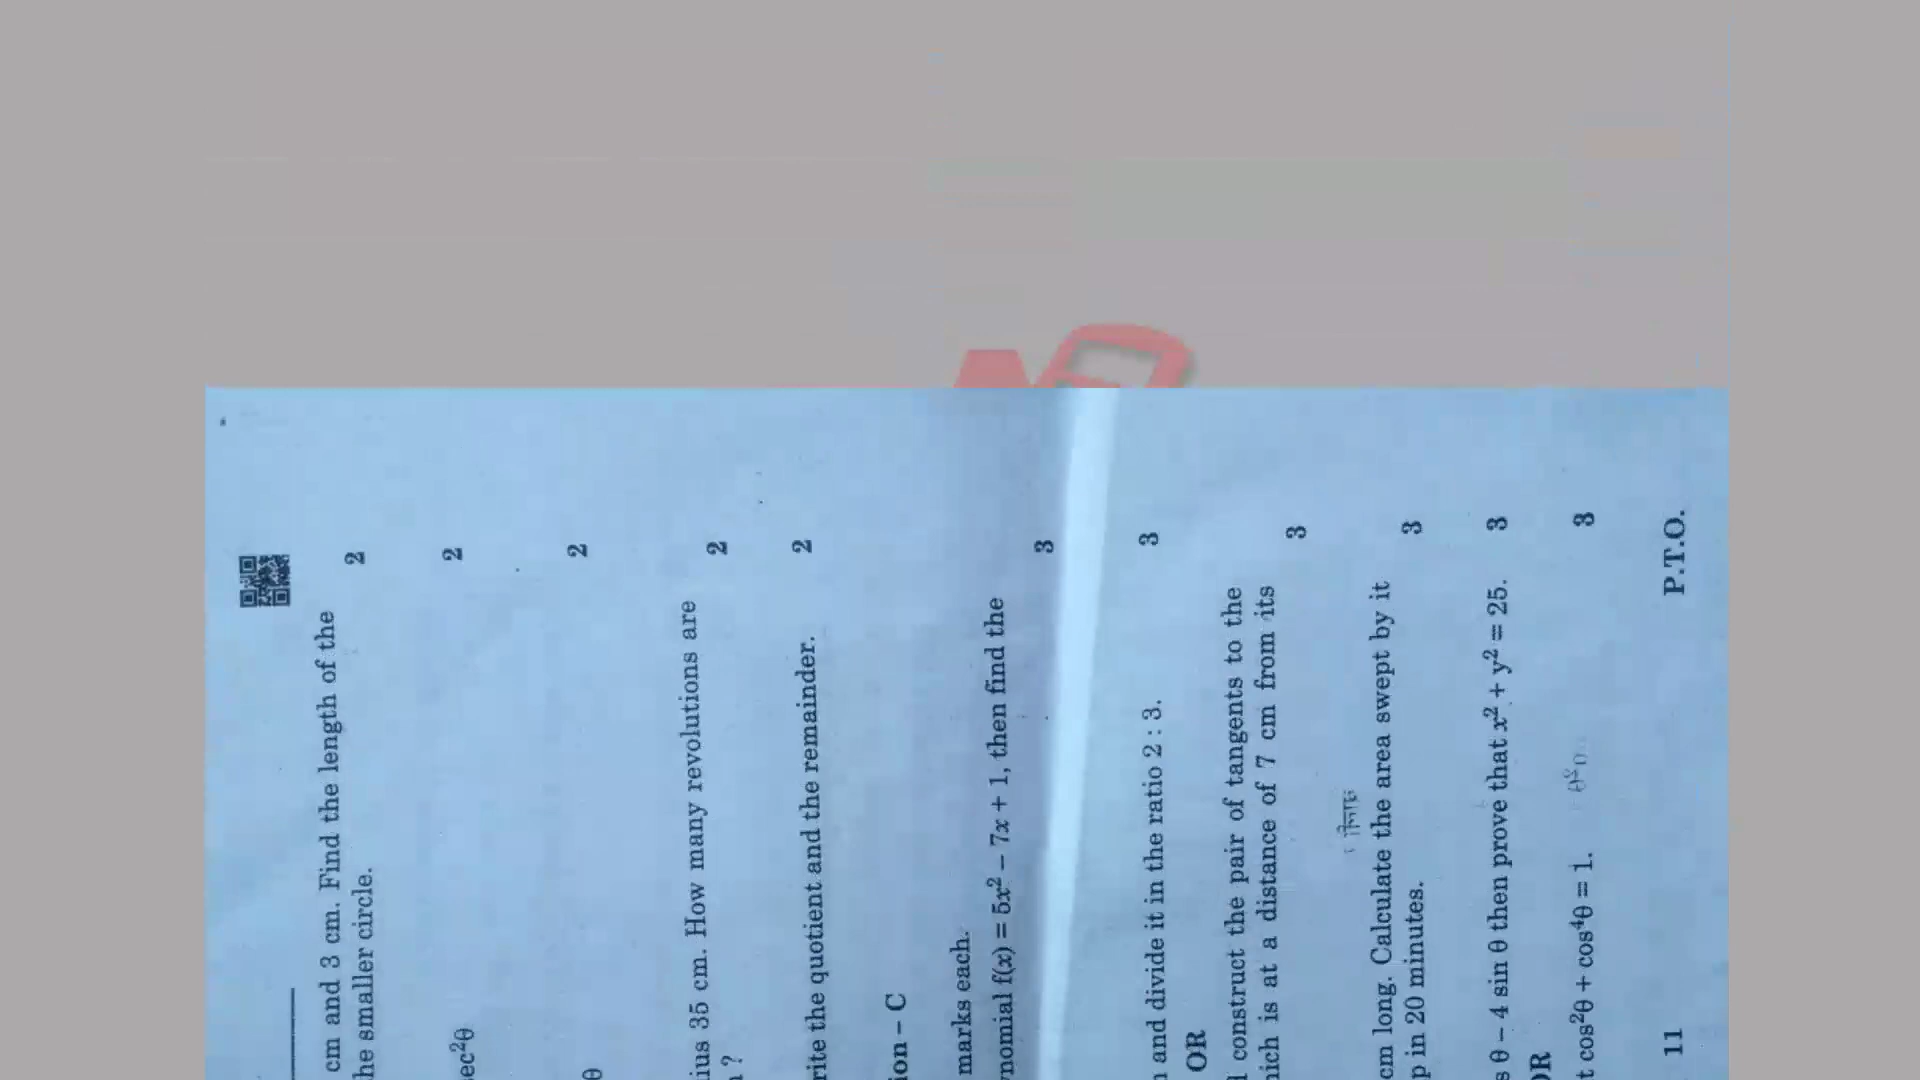 cm and 3 cm. Find the length of the
he smaller circle.
2
sec²θ
2
θ
2
ius 35 cm. How many revolutions are
?
2
rite the quotient and the remainder.
2
ion – C
marks each.
nomial f(x) = 5x² – 7x + 1, then find the
3
and divide it in the ratio 2 : 3.
3
OR
construct the pair of tangents to the
hich is at a distance of 7 cm from its
3
cm long. Calculate the area swept by it
p in 20 minutes.
3
s θ – 4 sin θ then prove that x² + y² = 25.
3
OR
t cos²θ + cos⁴θ = 1.
3
11
P.T.O.